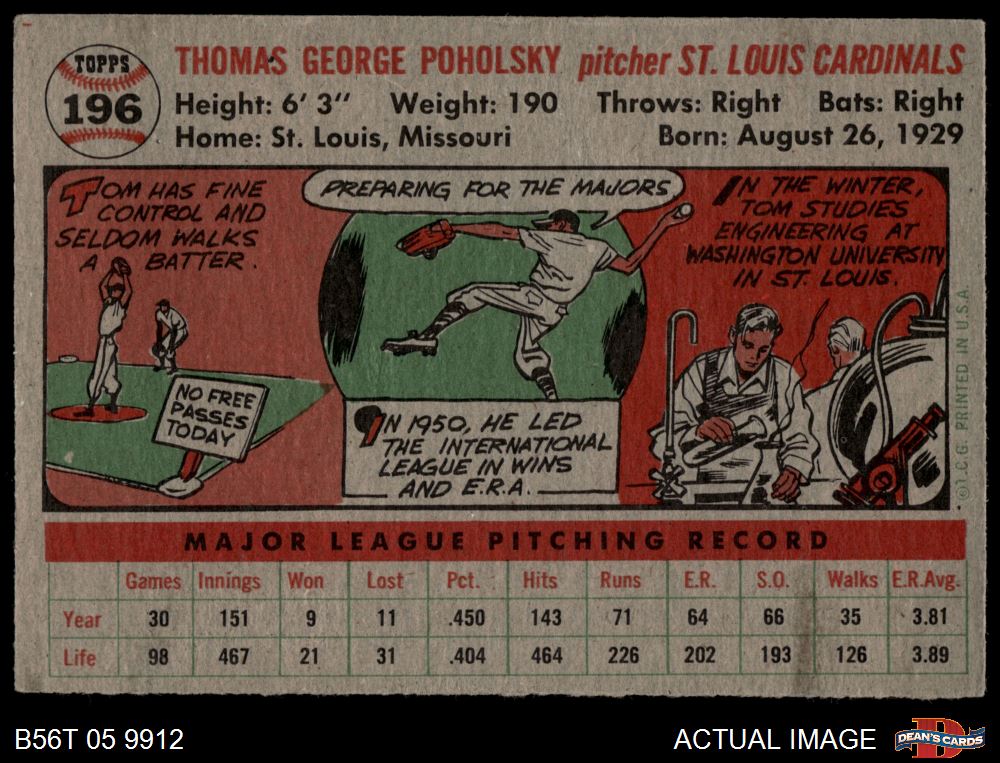 TOPPS
196
THOMAS GEORGE POHOLSKY pitcher ST. LOUIS CARDINALS
Height: 6' 3" Weight: 190 Throws: Right Bats: Right
Home: St. Louis, Missouri Born: August 26, 1929
TOM HAS FINE
CONTROL AND
SELDOM WALKS
A BATTER.
NO FREE
PASSES
TODAY
PREPARING FOR THE MAJORS
IN 1950, HE LED
THE INTERNATIONAL
LEAGUE IN WINS
AND E.R.A.
IN THE WINTER,
TOM STUDIES
ENGINEERING AT
WASHINGTON UNIVERSITY
IN ST. LOUIS.
©T.C.G. PRINTED IN U.S.A.
MAJOR LEAGUE PITCHING RECORD
Games Innings Won Lost Pct. Hits Runs E.R. S.O. Walks E.R.Avg.
Year 30 151 9 11 .450 143 71 64 66 35 3.81
Life 98 467 21 31 .404 464 226 202 193 126 3.89
B56T 05 9912 ACTUAL IMAGE
DEAN'S CARDS